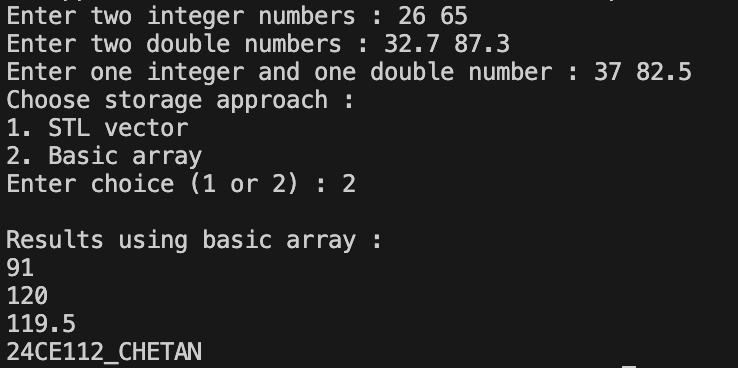 Enter two integer numbers : 26 65
Enter two double numbers : 32.7 87.3
Enter one integer and one double number : 37 82.5
Choose storage approach :
1. STL vector
2. Basic array
Enter choice (1 or 2) : 2

Results using basic array :
91
120
119.5
24CE112_CHETAN